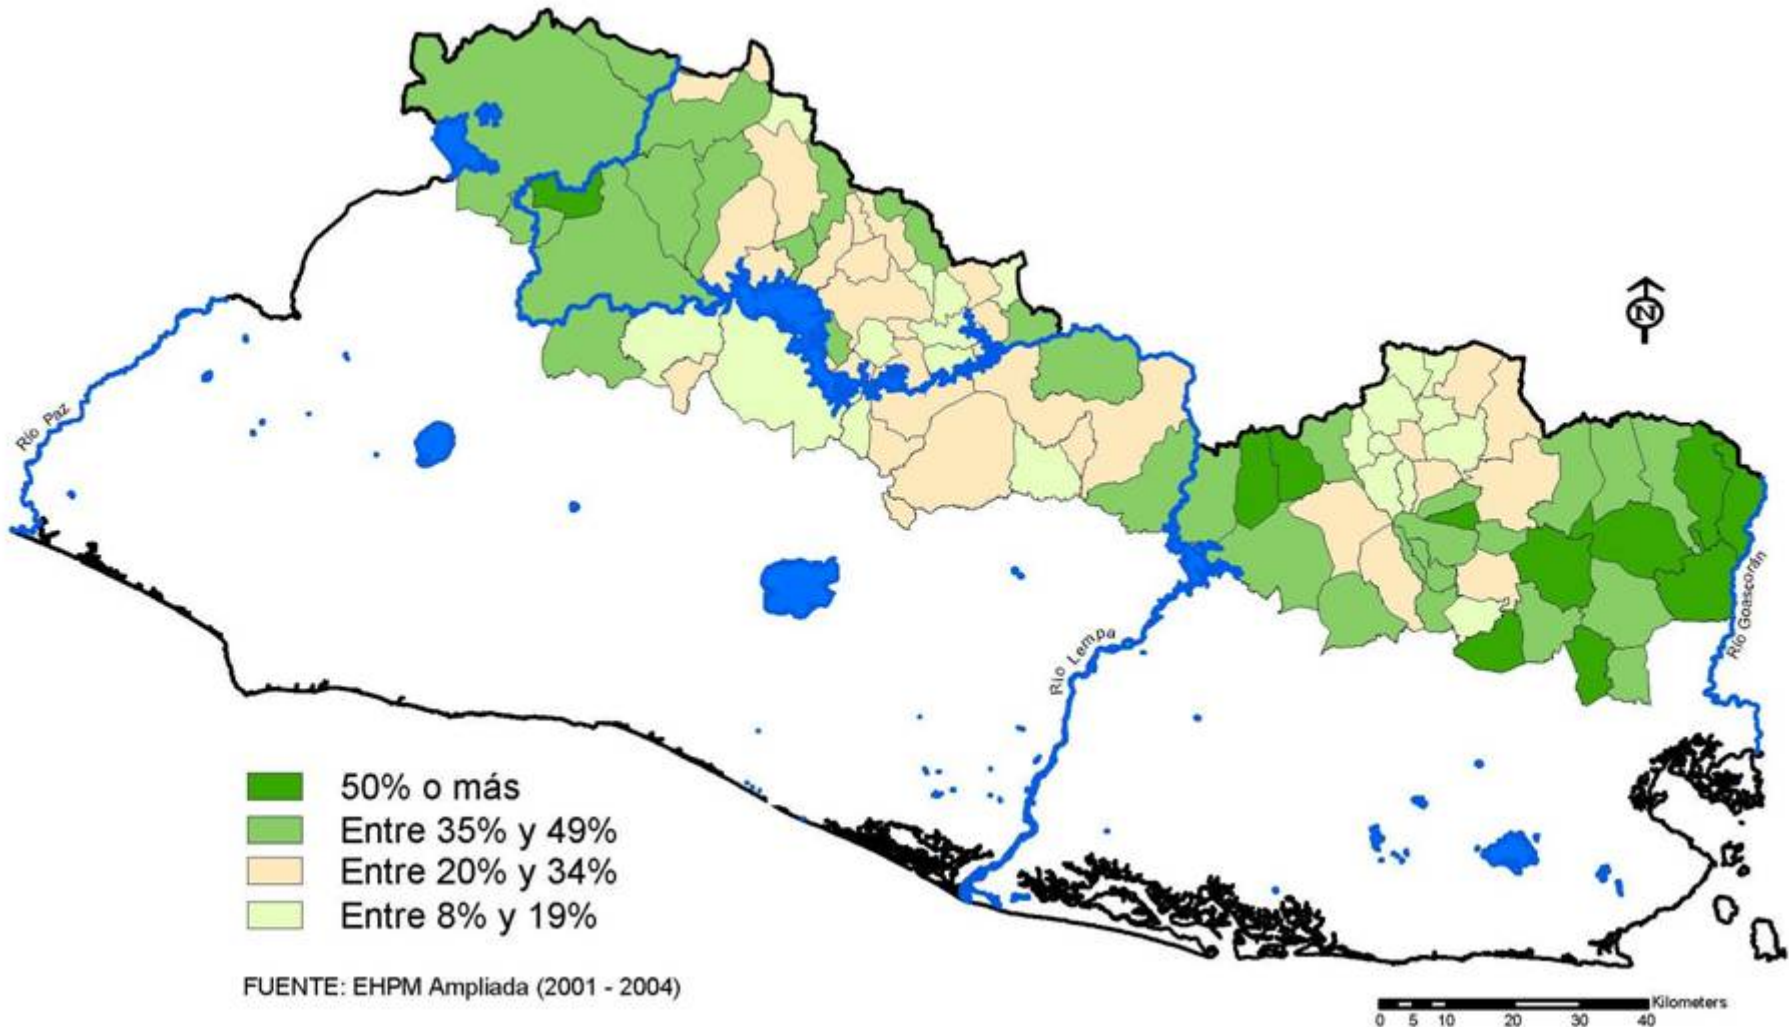 N
Río Paz
Río Lempa
Río Goascorán
50% o más
Entre 35% y 49%
Entre 20% y 34%
Entre 8% y 19%
FUENTE: EHPM Ampliada (2001 - 2004)
Kilometers
0 5 10 20 30 40